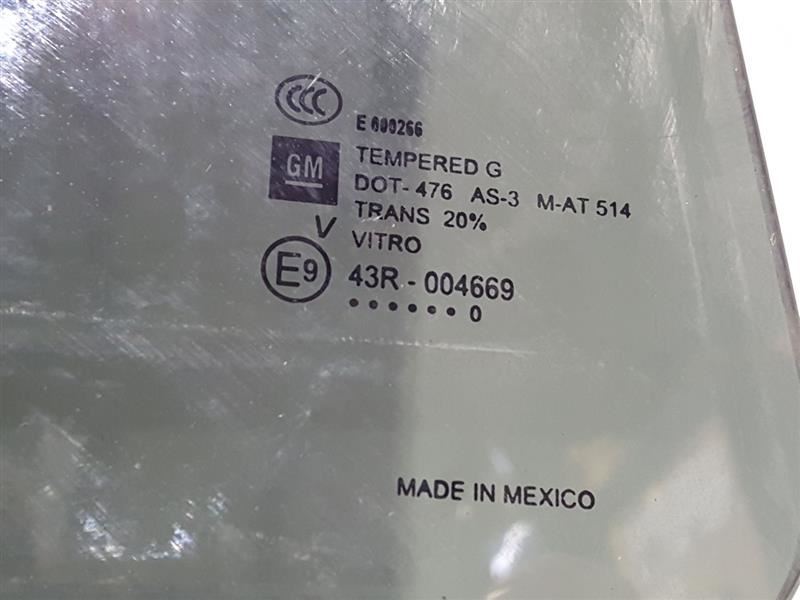 CCC
E 000266
TEMPERED G
GM
DOT-476 AS-3 M-AT 514
TRANS 20%
V
VITRO
E9
43R-004669
•••••• 0
MADE IN MEXICO